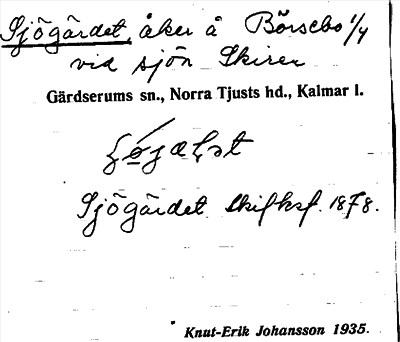 Sjögärdet, åker å Börsebo 1/4
vid sjön Skiren
Gärdserums sn., Norra Tjusts hd., Kalmar l.
Sjögärdet Skifksf. 1878.
Knut-Erik Johansson 1935.